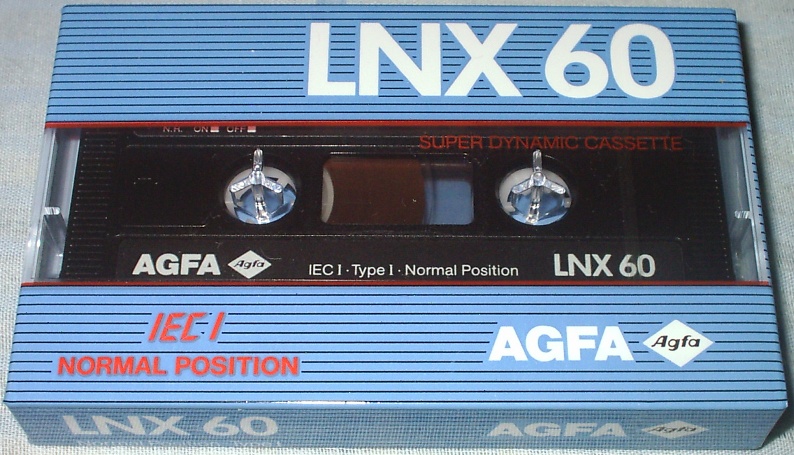 LNX 60
N.R. ON OFF
SUPER DYNAMIC CASSETTE
AGFA Agfa IEC I · Type I · Normal Position LNX 60
IEC·I
NORMAL POSITION
AGFA Agfa
LNX 60 AGFA Agfa